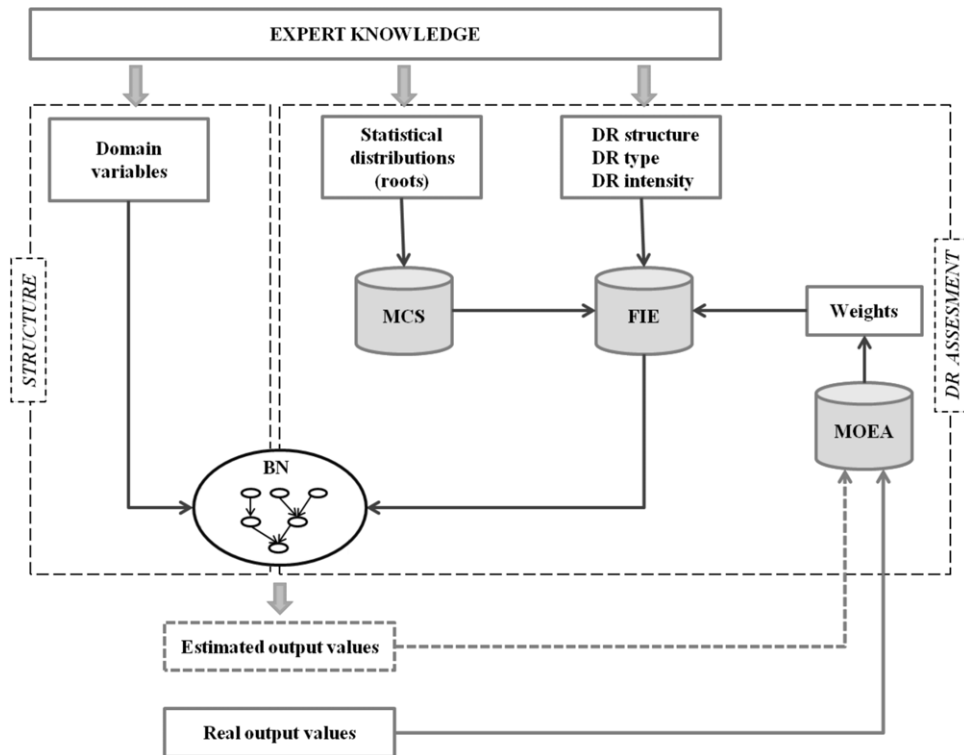 EXPERT KNOWLEDGE
Domain
variables
Statistical
distributions
(roots)
DR structure
DR type
DR intensity
STRUCTURE
DR ASSESMENT
MCS
FIE
Weights
MOEA
BN
Estimated output values
Real output values